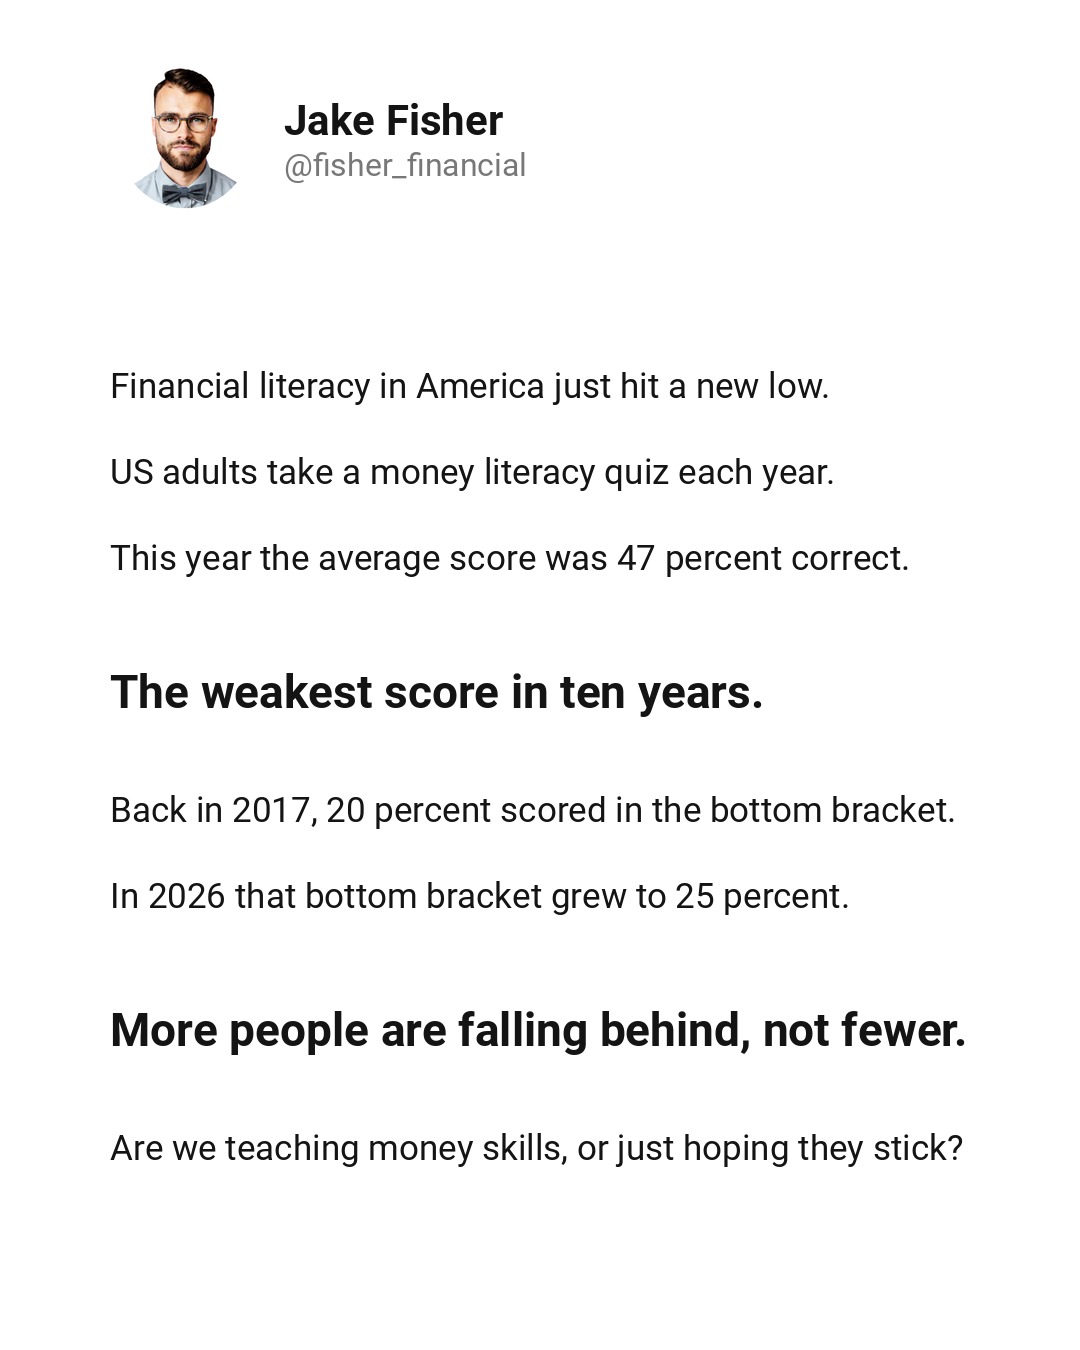 Jake Fisher
@fisher_financial
Financial literacy in America just hit a new low.
US adults take a money literacy quiz each year.
This year the average score was 47 percent correct.
The weakest score in ten years.
Back in 2017, 20 percent scored in the bottom bracket.
In 2026 that bottom bracket grew to 25 percent.
More people are falling behind, not fewer.
Are we teaching money skills, or just hoping they stick?